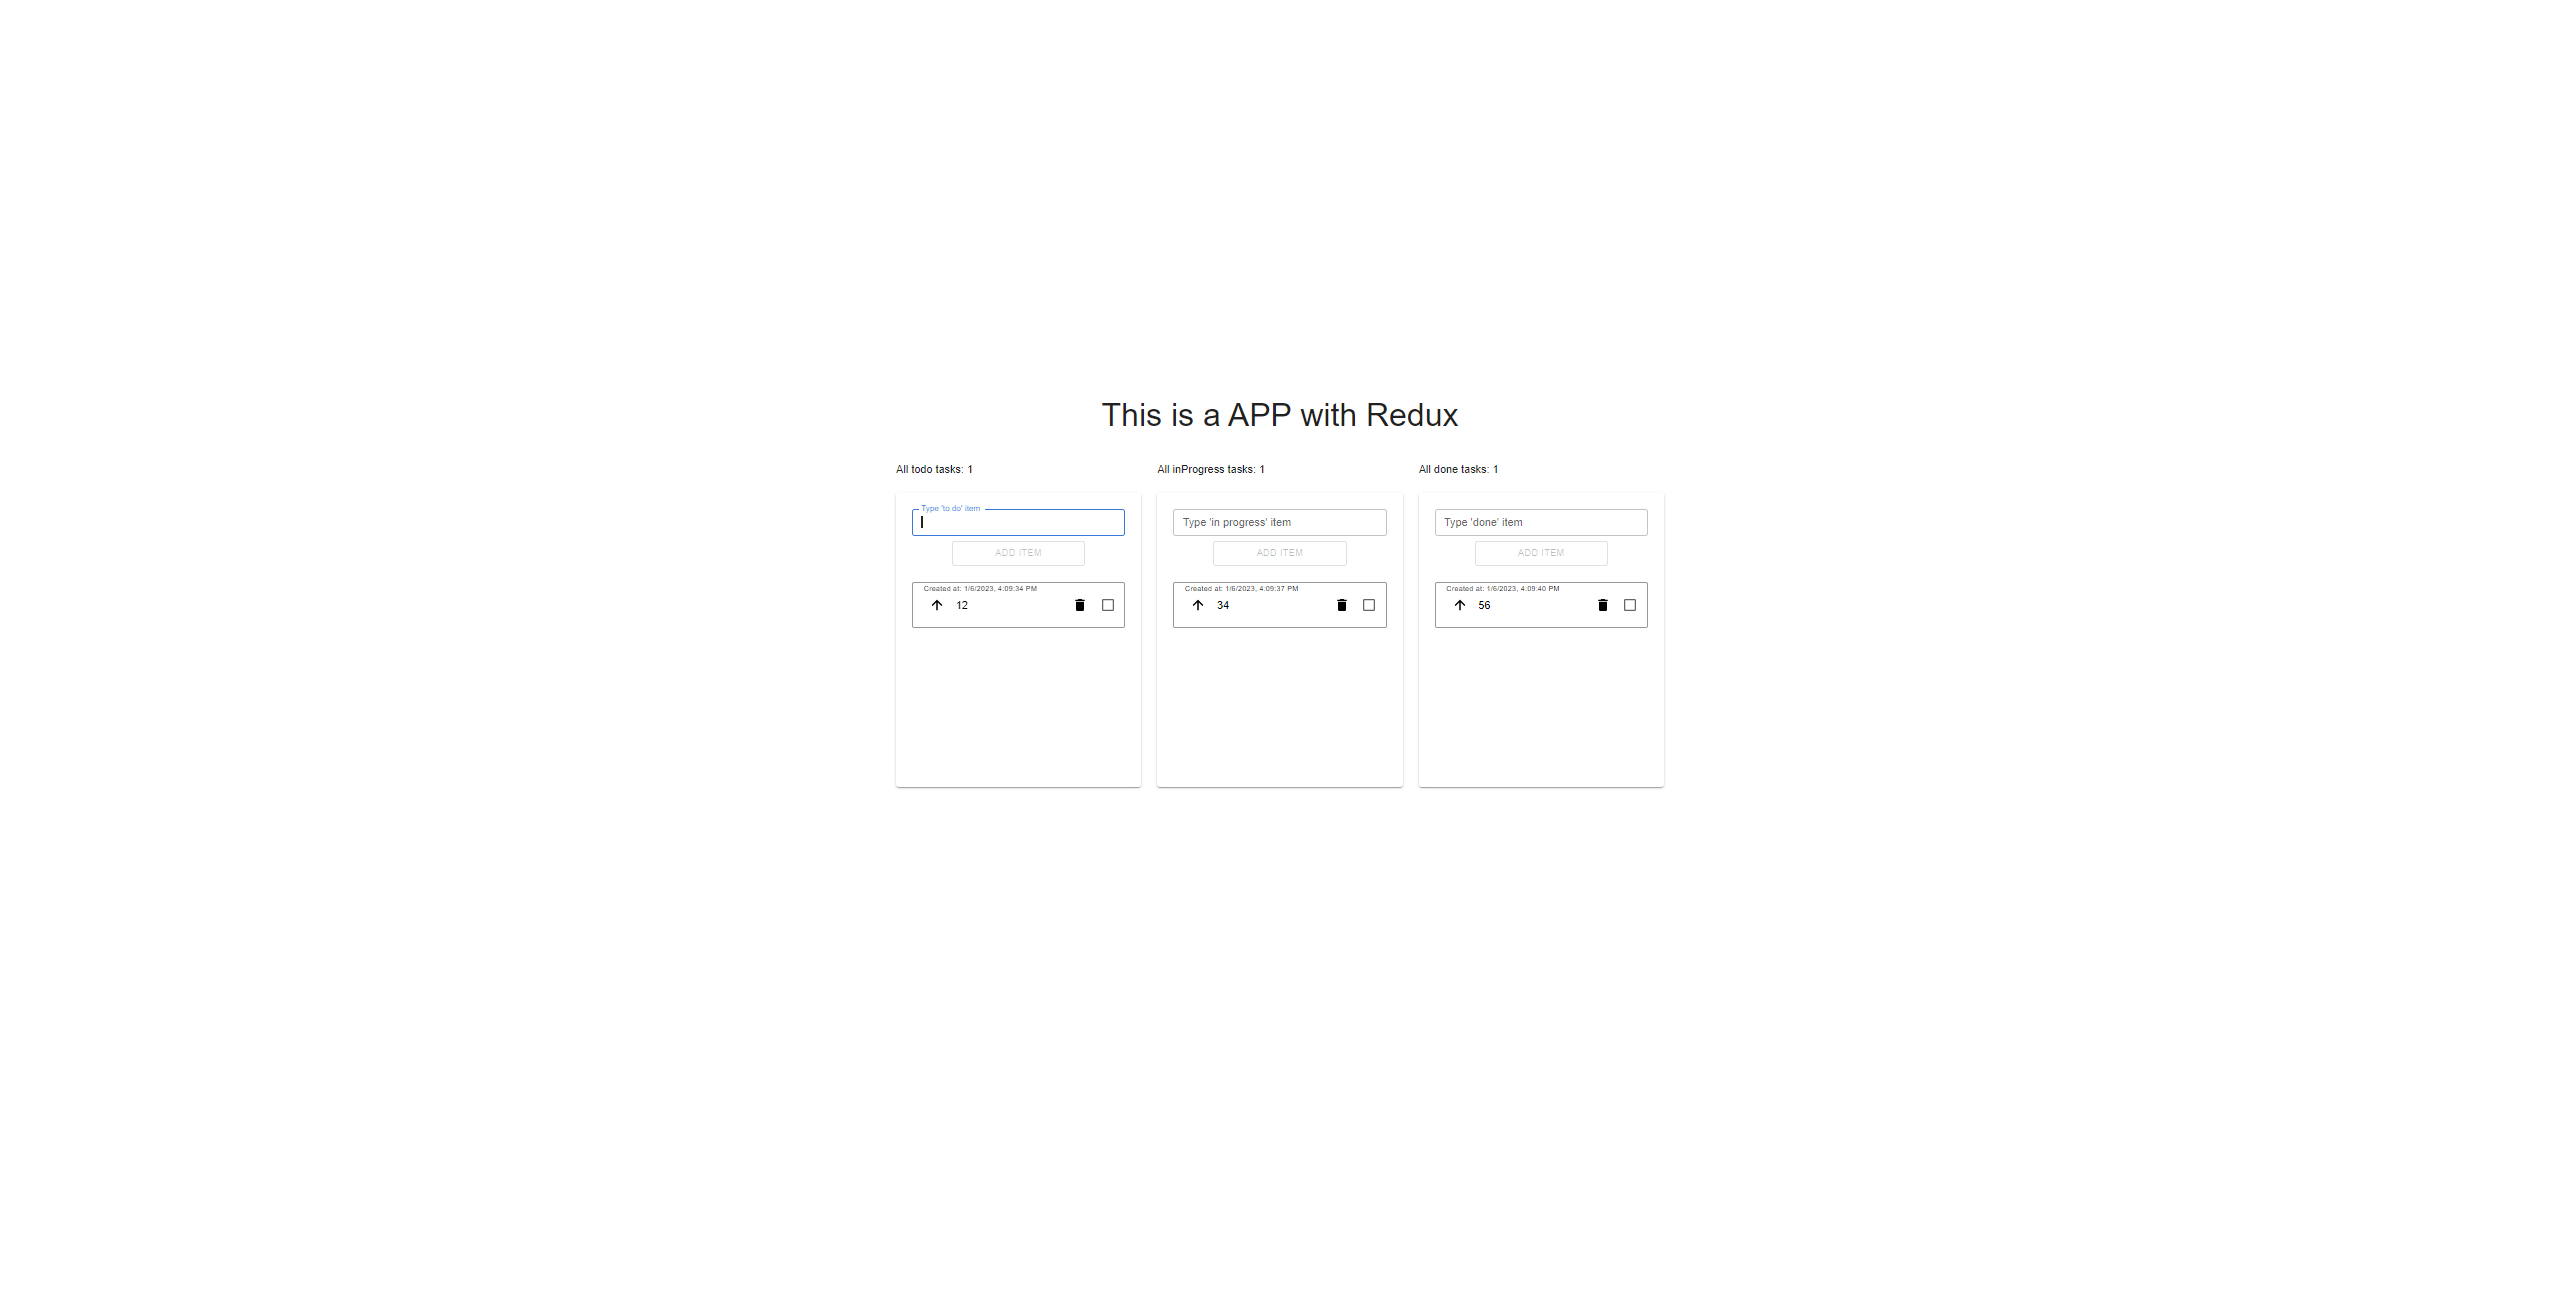 This is a APP with Redux
All todo tasks: 1
Type 'to do' item
ADD ITEM
Created at: 1/6/2023, 4:09:34 PM
12
All inProgress tasks: 1
Type 'in progress' item
ADD ITEM
Created at: 1/6/2023, 4:09:37 PM
34
All done tasks: 1
Type 'done' item
ADD ITEM
Created at: 1/6/2023, 4:09:40 PM
56